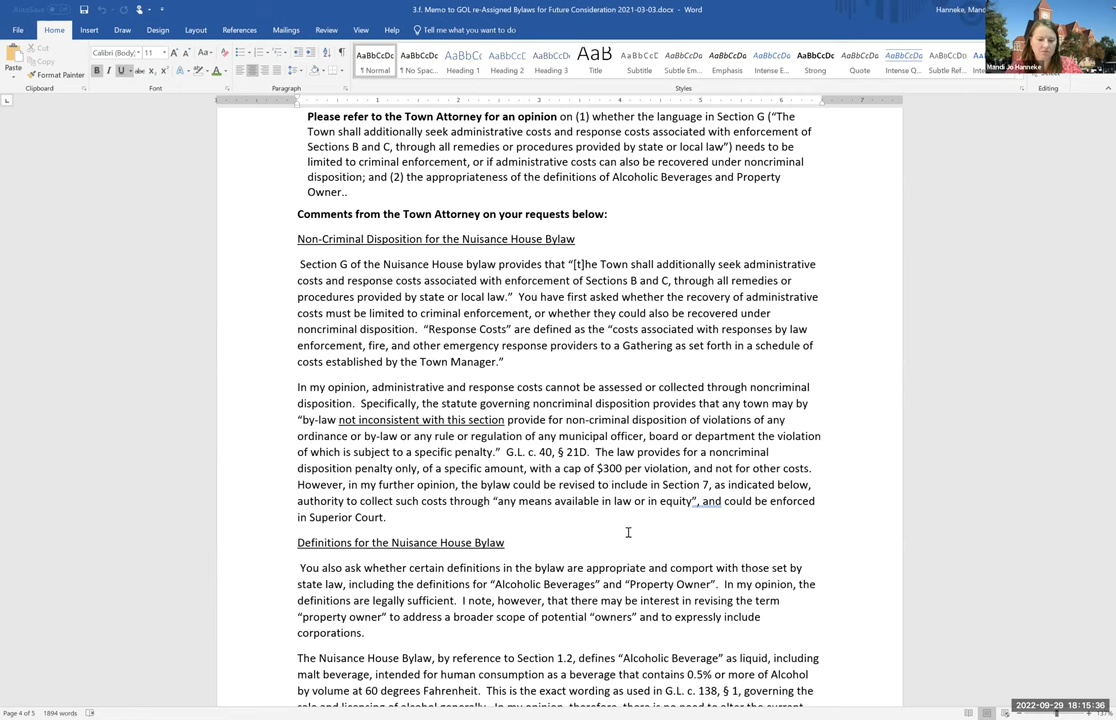 AutoSave
3.f. Memo to GOL re-Assigned Bylaws for Future Consideration 2021-03-03.docx - Word
Hanneke, Mand
File Home Insert Draw Design Layout References Mailings Review View Help Tell me what you want to do
Paste
Cut
Copy
Format Painter
Calibri (Body) 11
AaBbCcDc AaBbCcDc AaBbCc AaBbCc AaBbCcDc AaB AaBbCcD AaBbCcDc AaBbCcDc AaBbCcDc AaBbCcDc AaBbCcDc AaBbCcDc
¶ Normal ¶ No Spac... Heading 1 Heading 2 Heading 3 Title Subtitle Subtle Em... Emphasis Intense E... Strong Quote Intense Q... Subtle Ref...
Clipboard Font Paragraph Styles Editing
Mandi Jo Hanneke
Please refer to the Town Attorney for an opinion on (1) whether the language in Section G (“The
Town shall additionally seek administrative costs and response costs associated with enforcement of
Sections B and C, through all remedies or procedures provided by state or local law”) needs to be
limited to criminal enforcement, or if administrative costs can also be recovered under noncriminal
disposition; and (2) the appropriateness of the definitions of Alcoholic Beverages and Property
Owner..
Comments from the Town Attorney on your requests below:
Non-Criminal Disposition for the Nuisance House Bylaw
Section G of the Nuisance House bylaw provides that “[t]he Town shall additionally seek administrative
costs and response costs associated with enforcement of Sections B and C, through all remedies or
procedures provided by state or local law.” You have first asked whether the recovery of administrative
costs must be limited to criminal enforcement, or whether they could also be recovered under
noncriminal disposition. “Response Costs” are defined as the “costs associated with responses by law
enforcement, fire, and other emergency response providers to a Gathering as set forth in a schedule of
costs established by the Town Manager.”
In my opinion, administrative and response costs cannot be assessed or collected through noncriminal
disposition. Specifically, the statute governing noncriminal disposition provides that any town may by
“by-law not inconsistent with this section provide for non-criminal disposition of violations of any
ordinance or by-law or any rule or regulation of any municipal officer, board or department the violation
of which is subject to a specific penalty.” G.L. c. 40, § 21D. The law provides for a noncriminal
disposition penalty only, of a specific amount, with a cap of $300 per violation, and not for other costs.
However, in my further opinion, the bylaw could be revised to include in Section 7, as indicated below,
authority to collect such costs through “any means available in law or in equity”, and could be enforced
in Superior Court.
Definitions for the Nuisance House Bylaw
You also ask whether certain definitions in the bylaw are appropriate and comport with those set by
state law, including the definitions for “Alcoholic Beverages” and “Property Owner”. In my opinion, the
definitions are legally sufficient. I note, however, that there may be interest in revising the term
“property owner” to address a broader scope of potential “owners” and to expressly include
corporations.
The Nuisance House Bylaw, by reference to Section 1.2, defines “Alcoholic Beverage” as liquid, including
malt beverage, intended for human consumption as a beverage that contains 0.5% or more of Alcohol
by volume at 60 degrees Fahrenheit. This is the exact wording as used in G.L. c. 138, § 1, governing the
Page 4 of 5 1894 words
2022-09-29 18:15:36